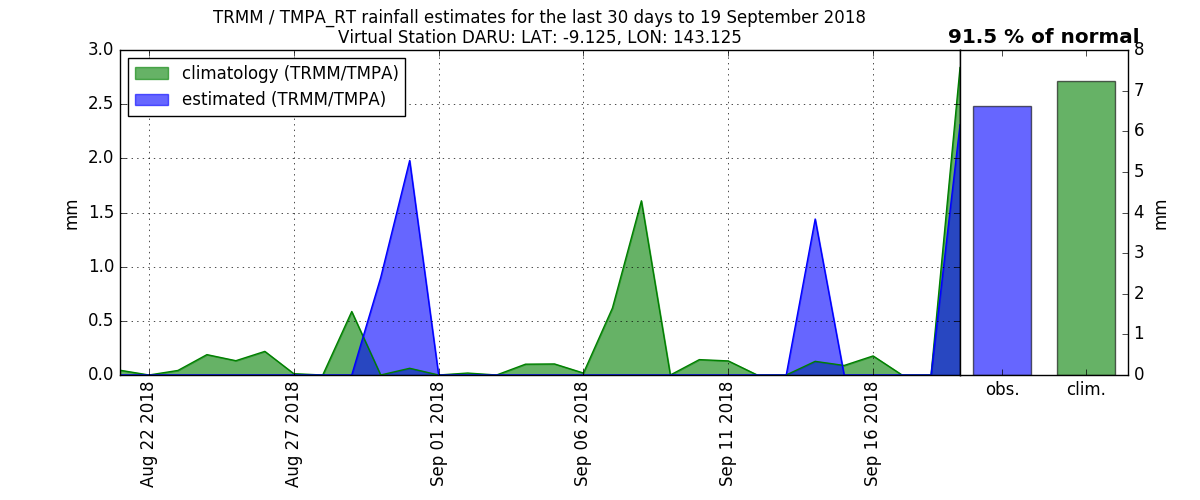 TRMM / TMPA_RT rainfall estimates for the last 30 days to 19 September 2018
Virtual Station DARU: LAT: -9.125, LON: 143.125
91.5 % of normal
climatology (TRMM/TMPA)
estimated (TRMM/TMPA)
3.0
2.5
2.0
1.5
1.0
0.5
0.0
mm
8
7
6
5
4
3
2
1
0
mm
Aug 22 2018
Aug 27 2018
Sep 01 2018
Sep 06 2018
Sep 11 2018
Sep 16 2018
obs.
clim.